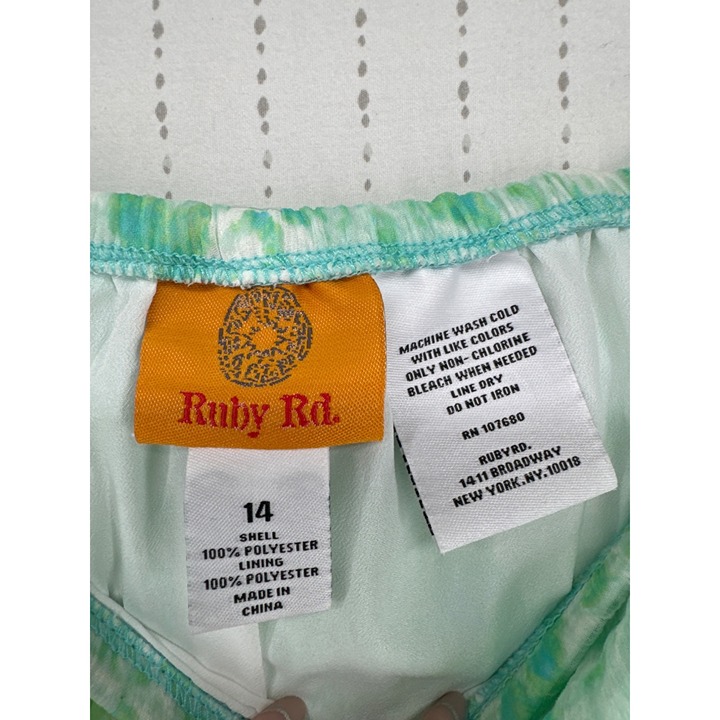 Ruby Rd.
14
SHELL
100% POLYESTER
LINING
100% POLYESTER
MADE IN
CHINA
MACHINE WASH COLD
WITH LIKE COLORS
ONLY NON- CHLORINE
BLEACH WHEN NEEDED
LINE DRY
DO NOT IRON
RN 107680
RUBYRD.
1411 BROADWAY
NEW YORK.NY.10018